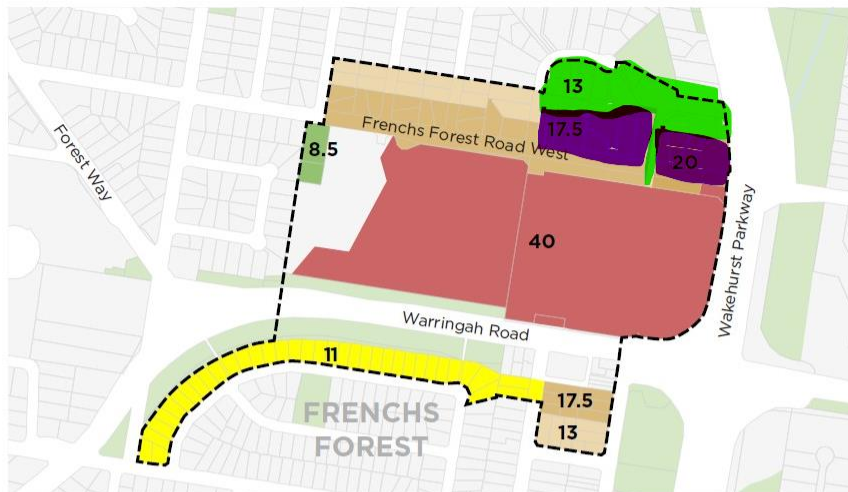 13
17.5
Frenchs Forest Road West
8.5
20
Forest Way
40
Wakehurst Parkway
Warringah Road
11
17.5
FRENCHS
FOREST
13